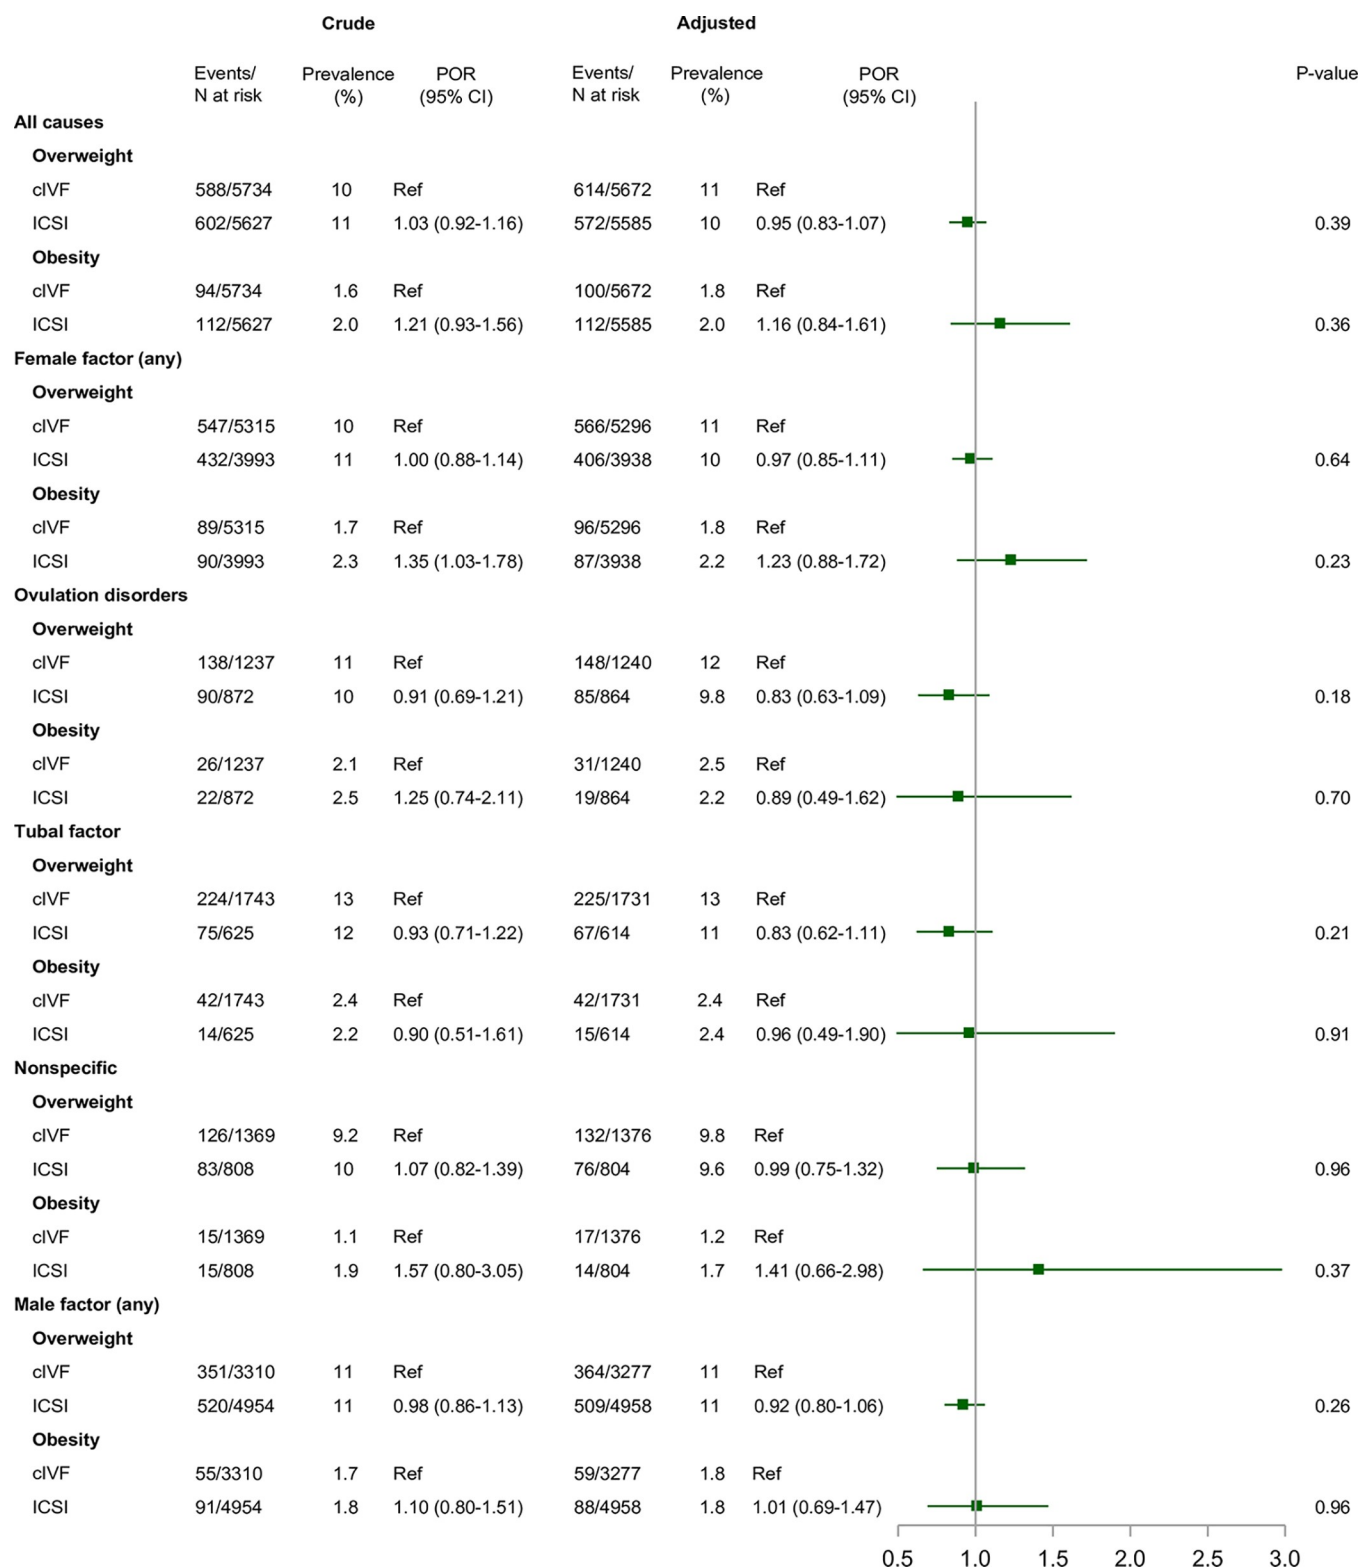 Crude Adjusted
Events/ Prevalence POR Events/ Prevalence POR P-value
N at risk (%) (95% CI) N at risk (%) (95% CI)
All causes
Overweight
cIVF 588/5734 10 Ref 614/5672 11 Ref
ICSI 602/5627 11 1.03 (0.92-1.16) 572/5585 10 0.95 (0.83-1.07) 0.39
Obesity
cIVF 94/5734 1.6 Ref 100/5672 1.8 Ref
ICSI 112/5627 2.0 1.21 (0.93-1.56) 112/5585 2.0 1.16 (0.84-1.61) 0.36
Female factor (any)
Overweight
cIVF 547/5315 10 Ref 566/5296 11 Ref
ICSI 432/3993 11 1.00 (0.88-1.14) 406/3938 10 0.97 (0.85-1.11) 0.64
Obesity
cIVF 89/5315 1.7 Ref 96/5296 1.8 Ref
ICSI 90/3993 2.3 1.35 (1.03-1.78) 87/3938 2.2 1.23 (0.88-1.72) 0.23
Ovulation disorders
Overweight
cIVF 138/1237 11 Ref 148/1240 12 Ref
ICSI 90/872 10 0.91 (0.69-1.21) 85/864 9.8 0.83 (0.63-1.09) 0.18
Obesity
cIVF 26/1237 2.1 Ref 31/1240 2.5 Ref
ICSI 22/872 2.5 1.25 (0.74-2.11) 19/864 2.2 0.89 (0.49-1.62) 0.70
Tubal factor
Overweight
cIVF 224/1743 13 Ref 225/1731 13 Ref
ICSI 75/625 12 0.93 (0.71-1.22) 67/614 11 0.83 (0.62-1.11) 0.21
Obesity
cIVF 42/1743 2.4 Ref 42/1731 2.4 Ref
ICSI 14/625 2.2 0.90 (0.51-1.61) 15/614 2.4 0.96 (0.49-1.90) 0.91
Nonspecific
Overweight
cIVF 126/1369 9.2 Ref 132/1376 9.8 Ref
ICSI 83/808 10 1.07 (0.82-1.39) 76/804 9.6 0.99 (0.75-1.32) 0.96
Obesity
cIVF 15/1369 1.1 Ref 17/1376 1.2 Ref
ICSI 15/808 1.9 1.57 (0.80-3.05) 14/804 1.7 1.41 (0.66-2.98) 0.37
Male factor (any)
Overweight
cIVF 351/3310 11 Ref 364/3277 11 Ref
ICSI 520/4954 11 0.98 (0.86-1.13) 509/4958 11 0.92 (0.80-1.06) 0.26
Obesity
cIVF 55/3310 1.7 Ref 59/3277 1.8 Ref
ICSI 91/4954 1.8 1.10 (0.80-1.51) 88/4958 1.8 1.01 (0.69-1.47) 0.96
0.5 1.0 1.5 2.0 2.5 3.0